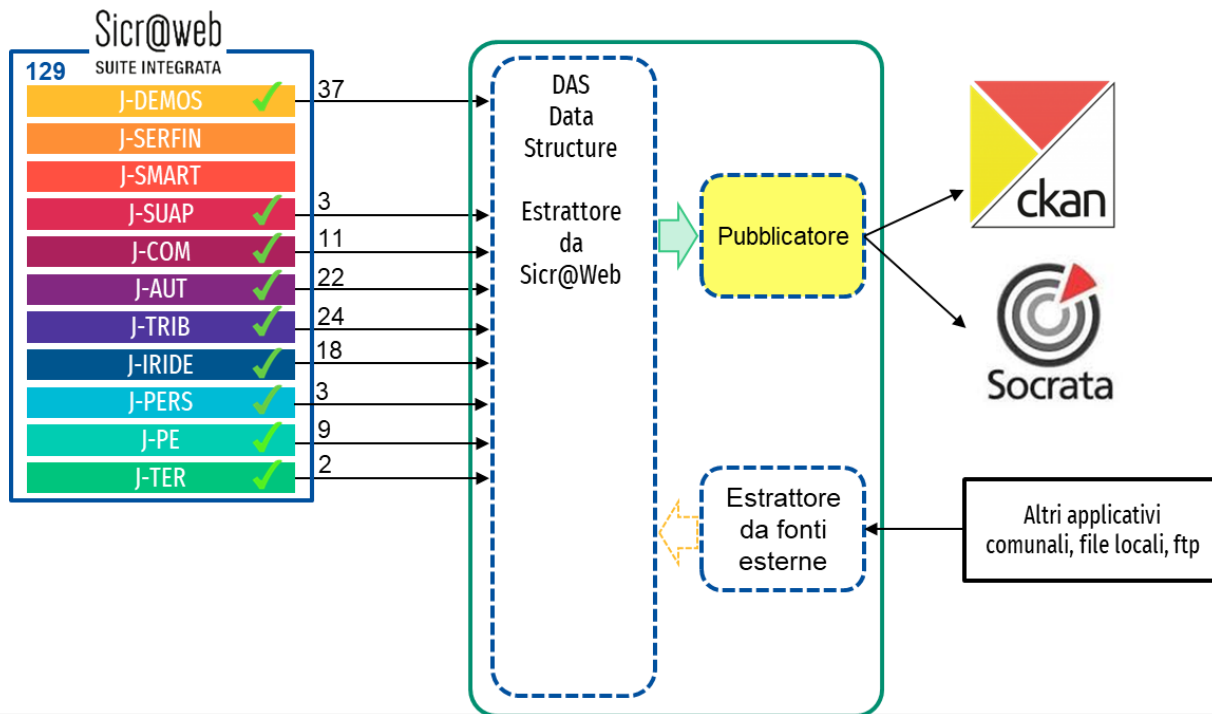 Sicr@web
SUITE INTEGRATA
129
J-DEMOS
37
J-SERFIN
J-SMART
J-SUAP
3
J-COM
11
J-AUT
22
J-TRIB
24
J-IRIDE
18
J-PERS
3
J-PE
9
J-TER
2
DAS
Data
Structure
Estrattore
da
Sicr@Web
Pubblicatore
ckan
Socrata
Estrattore
da fonti
esterne
Altri applicativi
comunali, file locali, ftp